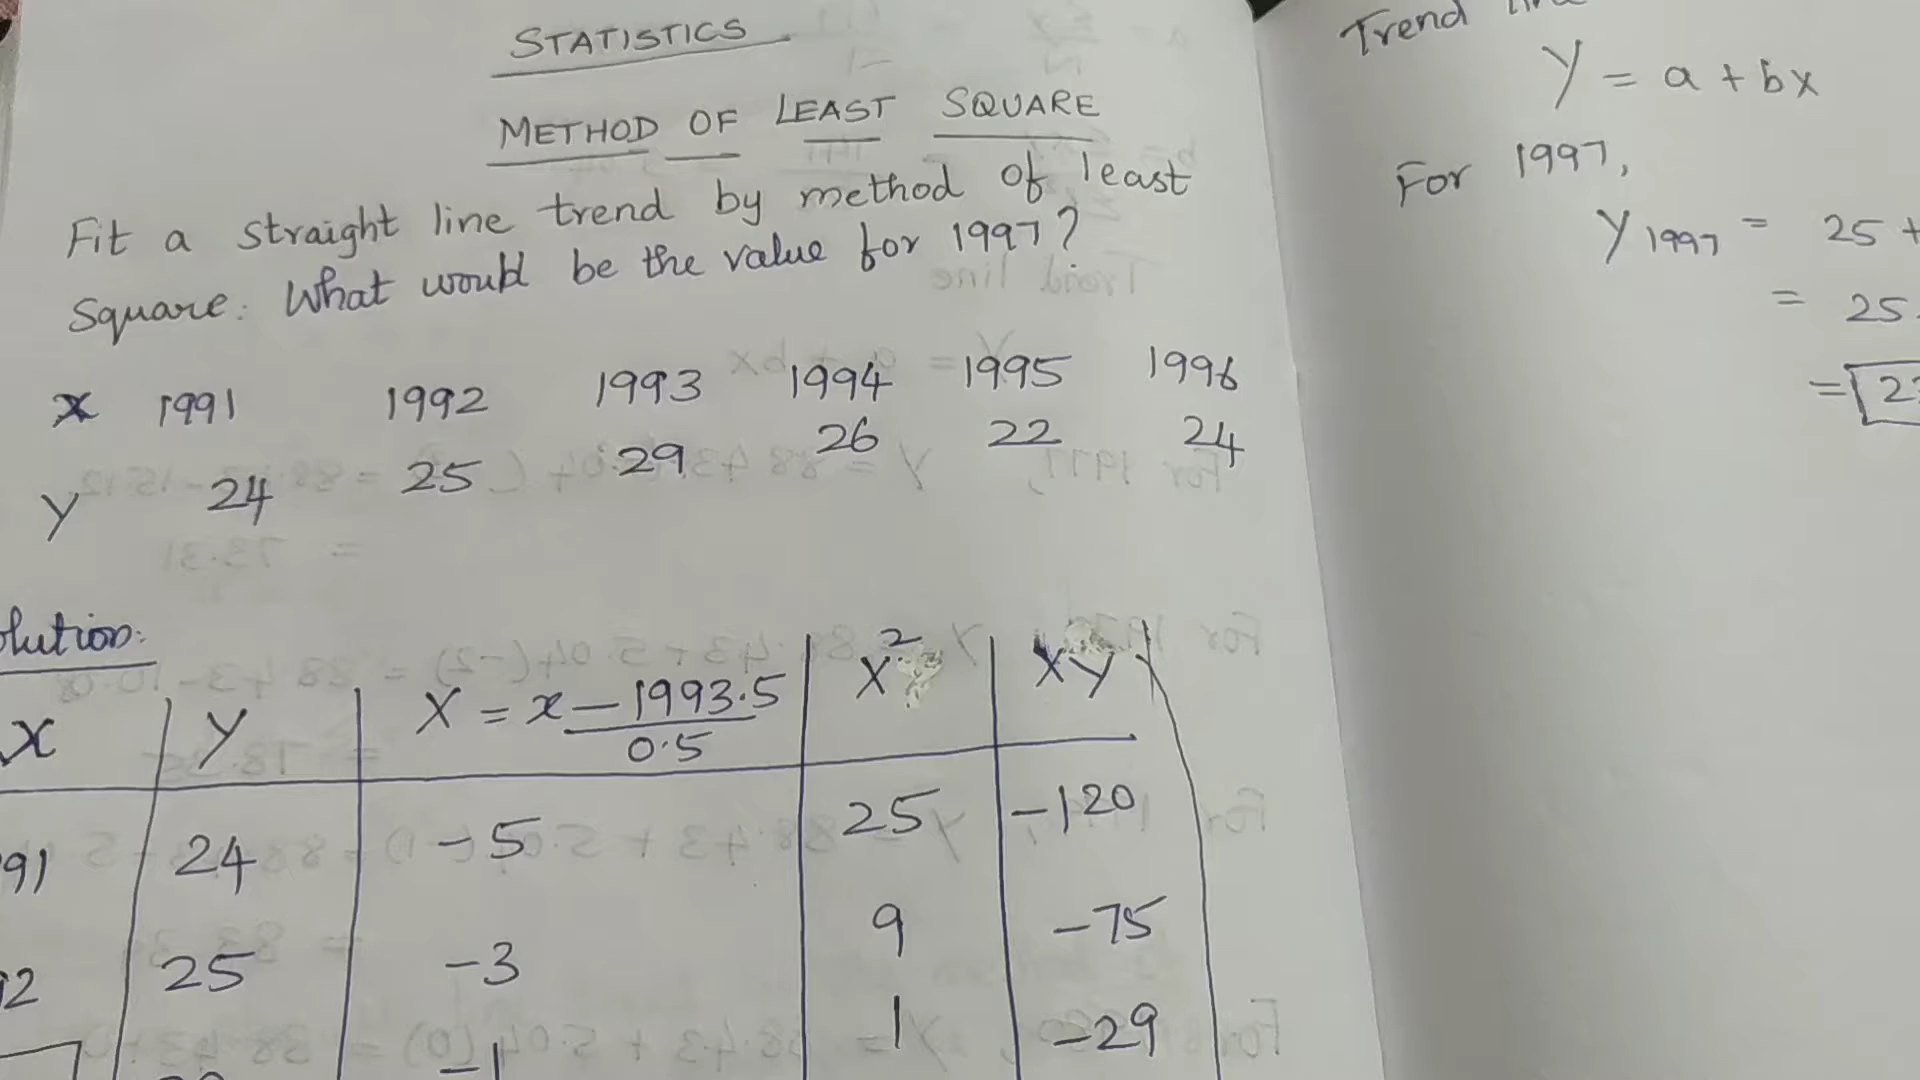 STATISTICS
METHOD OF LEAST SQUARE
Fit a straight line trend by method of least
Square. What would be the value for 1997?
x 1991 1992 1993 1994 1995 1996
y 24 25 29 26 22 24
olution:
x y X = x - 1993.5 / 0.5 X² XY
91 24 -5 25 -120
2 25 -3 9 -75
-1 1 -29
Trend
Y = a + bx
For 1997,
Y 1997 = 25 +
= 25
= 2